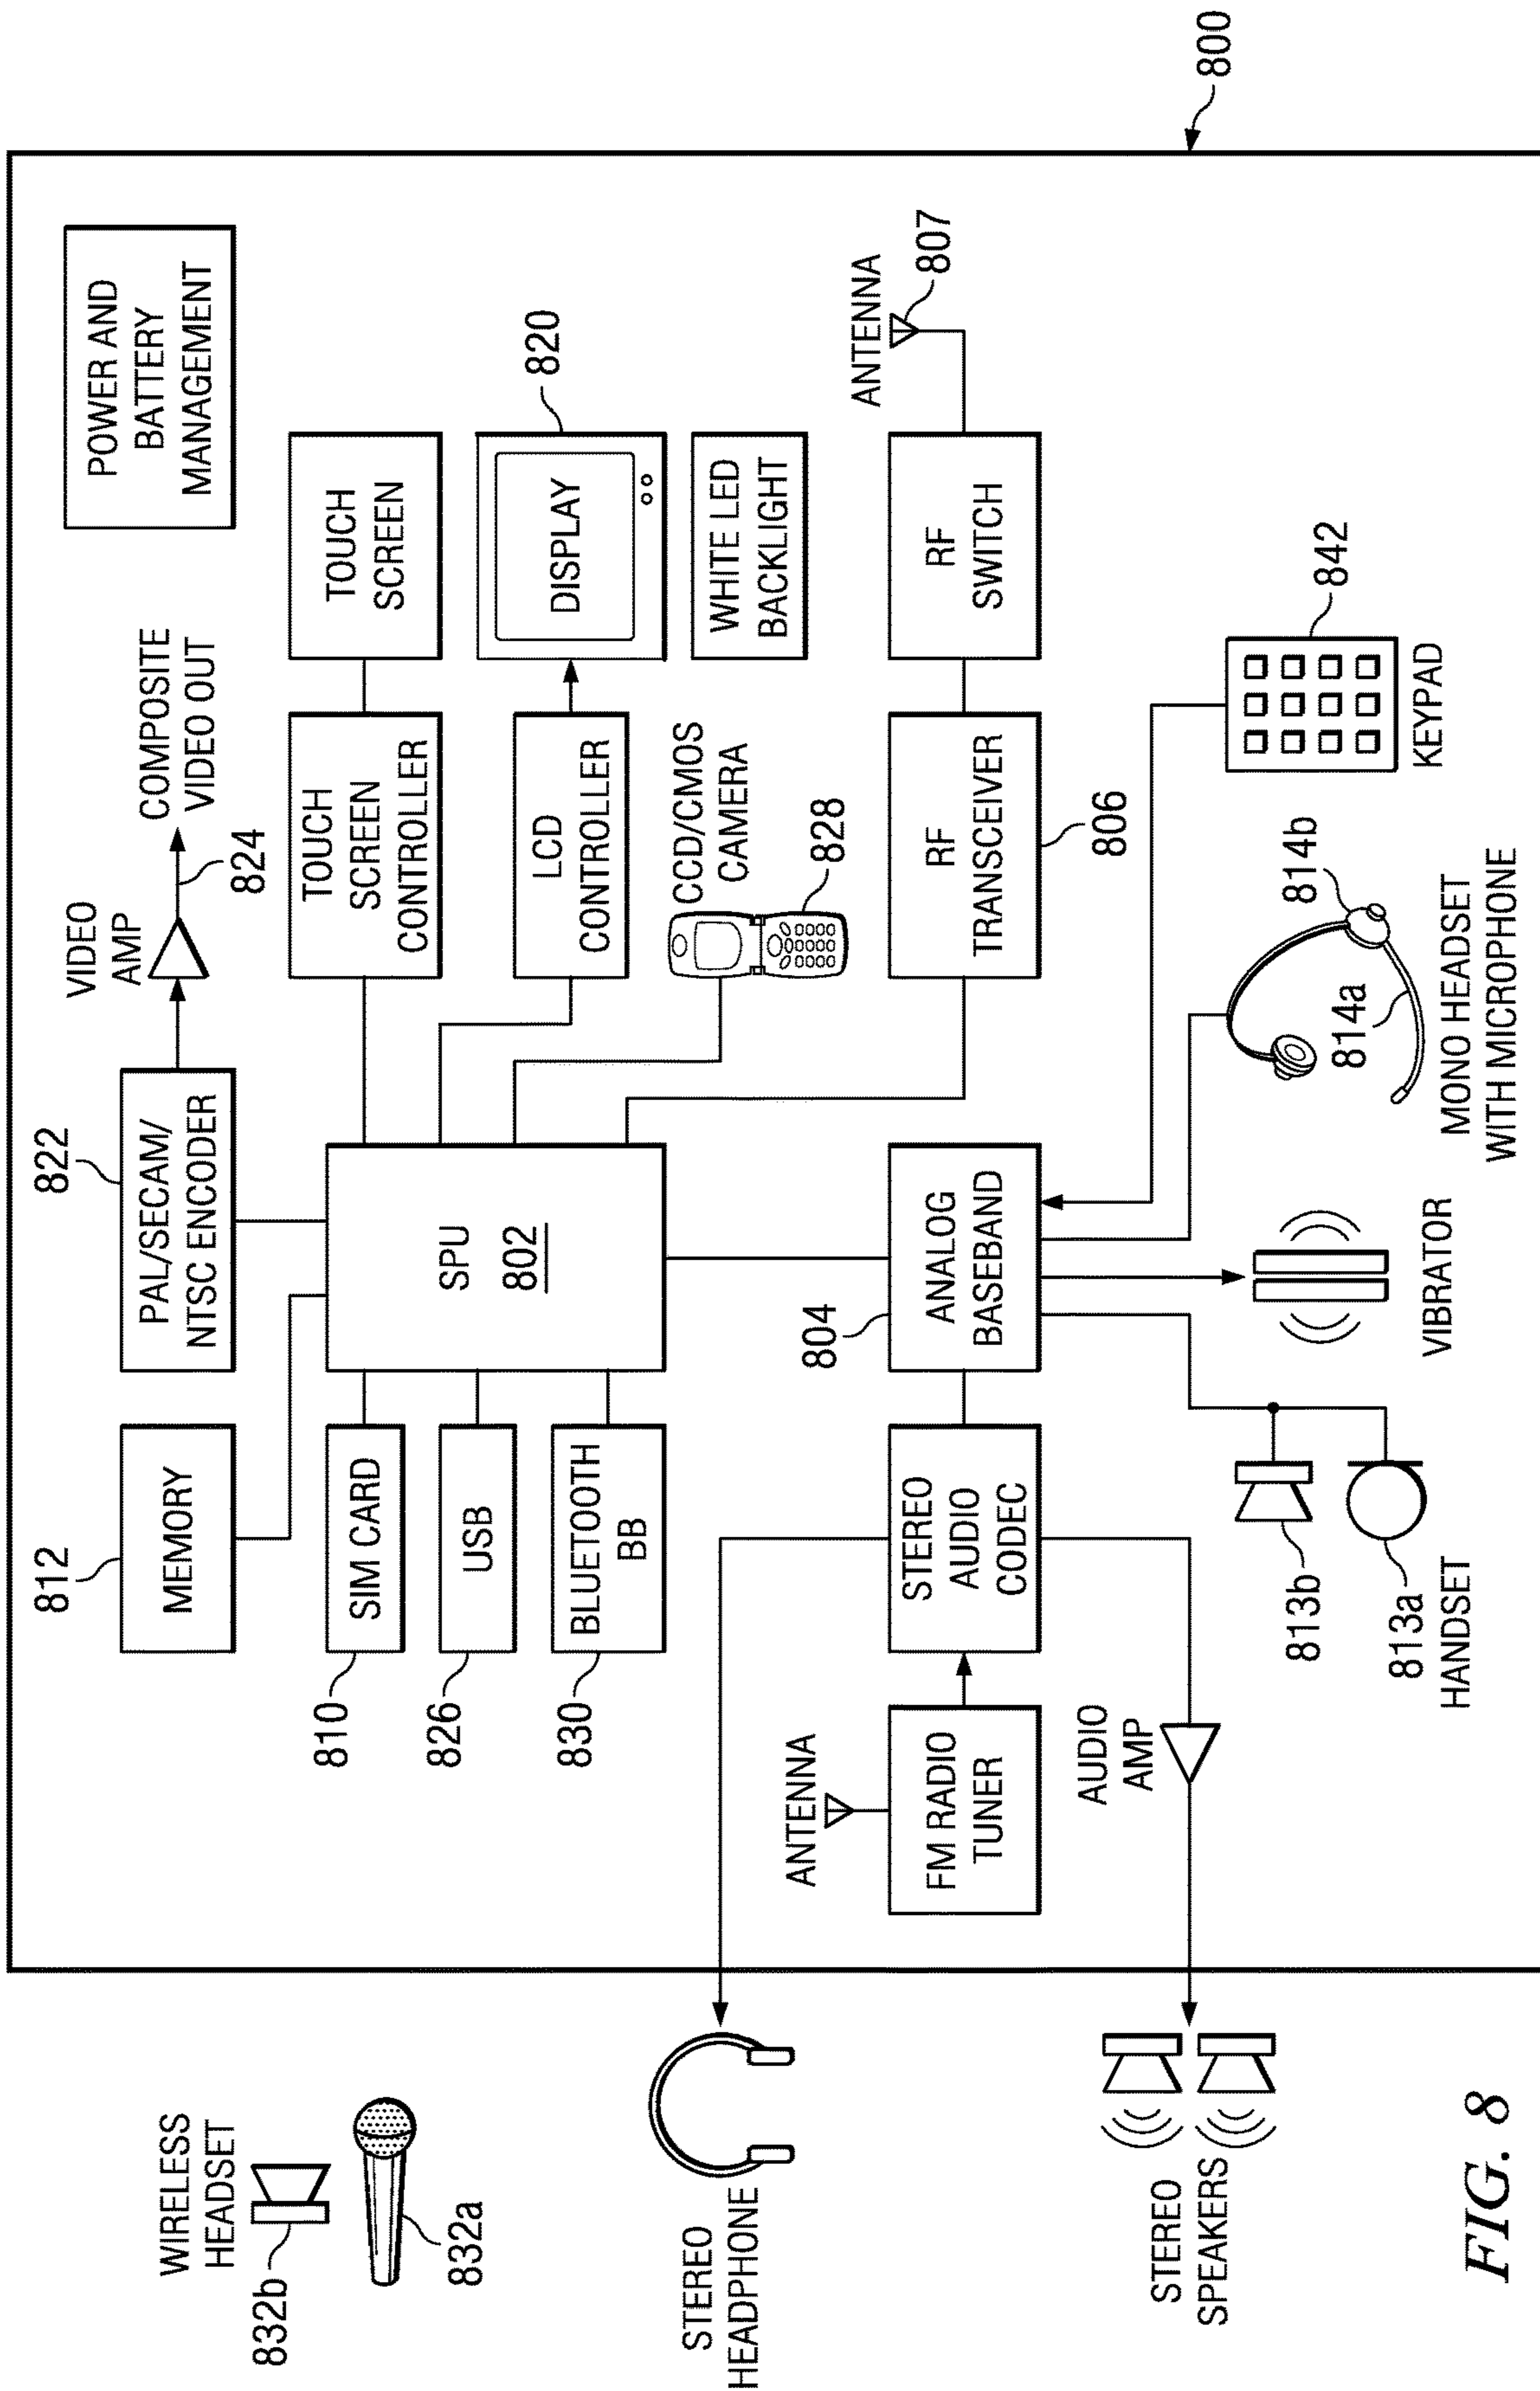 WIRELESS
HEADSET
832b
832a
STEREO
HEADPHONE
STEREO
SPEAKERS
812
MEMORY
822
PAL/SECAM/
NTSC ENCODER
VIDEO
AMP
824
COMPOSITE
VIDEO OUT
POWER AND
BATTERY
MANAGEMENT
810
SIM CARD
826
USB
830
BLUETOOTH
BB
SPU
802
TOUCH
SCREEN
CONTROLLER
TOUCH
SCREEN
LCD
CONTROLLER
DISPLAY
820
CCD/CMOS
CAMERA
828
WHITE LED
BACKLIGHT
ANTENNA
FM RADIO
TUNER
STEREO
AUDIO
CODEC
804
ANALOG
BASEBAND
RF
TRANSCEIVER
806
RF
SWITCH
ANTENNA
807
AUDIO
AMP
813b
813a
HANDSET
VIBRATOR
814a
814b
MONO HEADSET
WITH MICROPHONE
842
KEYPAD
800
FIG. 8